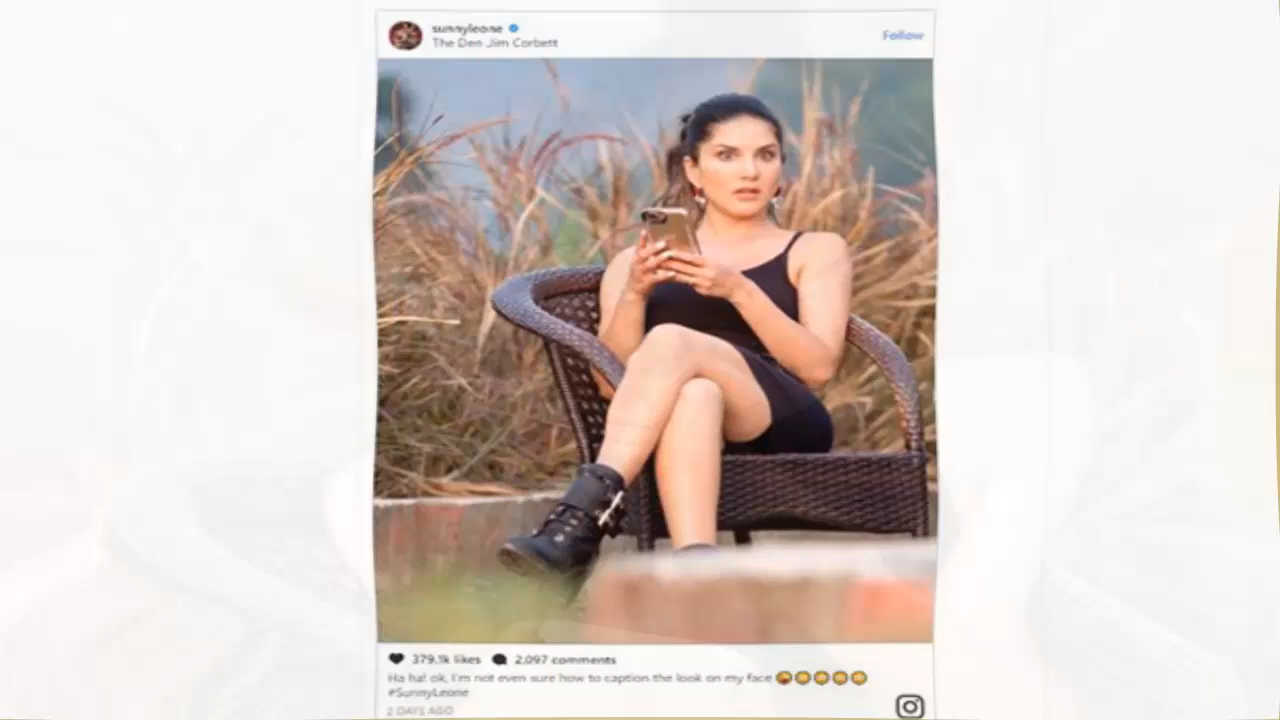 sunnyleone
The Den Jim Corbett
Follow
379.1k likes 2,097 comments
Ha ha! ok, I'm not even sure how to caption the look on my face
#SunnyLeone
2 DAYS AGO